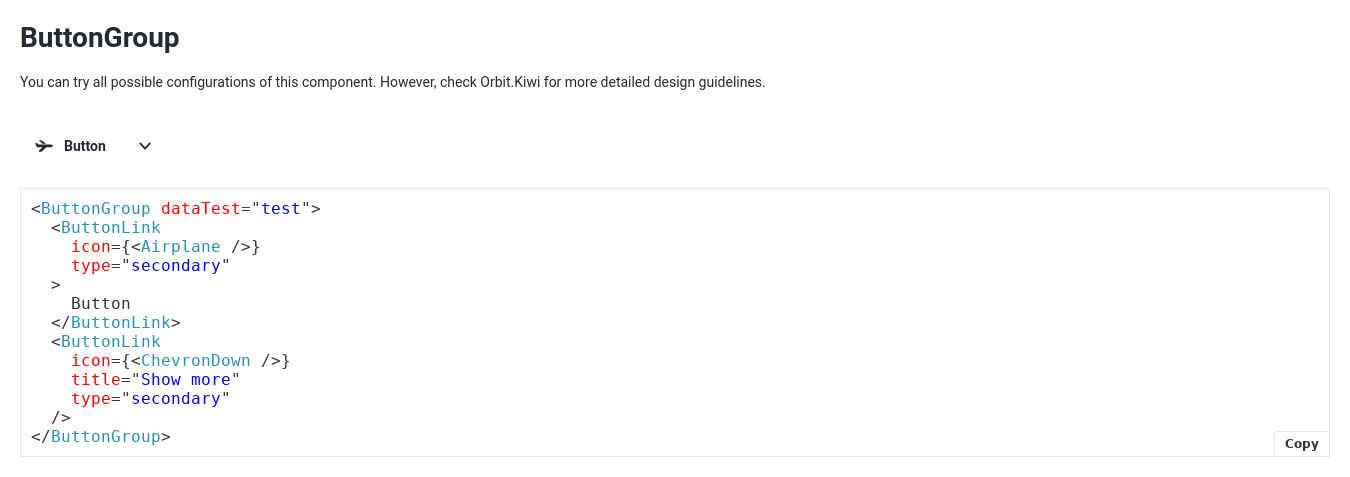 ButtonGroup
You can try all possible configurations of this component. However, check Orbit.Kiwi for more detailed design guidelines.
Button
<ButtonGroup dataTest="test">
  <ButtonLink
    icon={<Airplane />}
    type="secondary"
  >
    Button
  </ButtonLink>
  <ButtonLink
    icon={<ChevronDown />}
    title="Show more"
    type="secondary"
  />
</ButtonGroup>
Copy